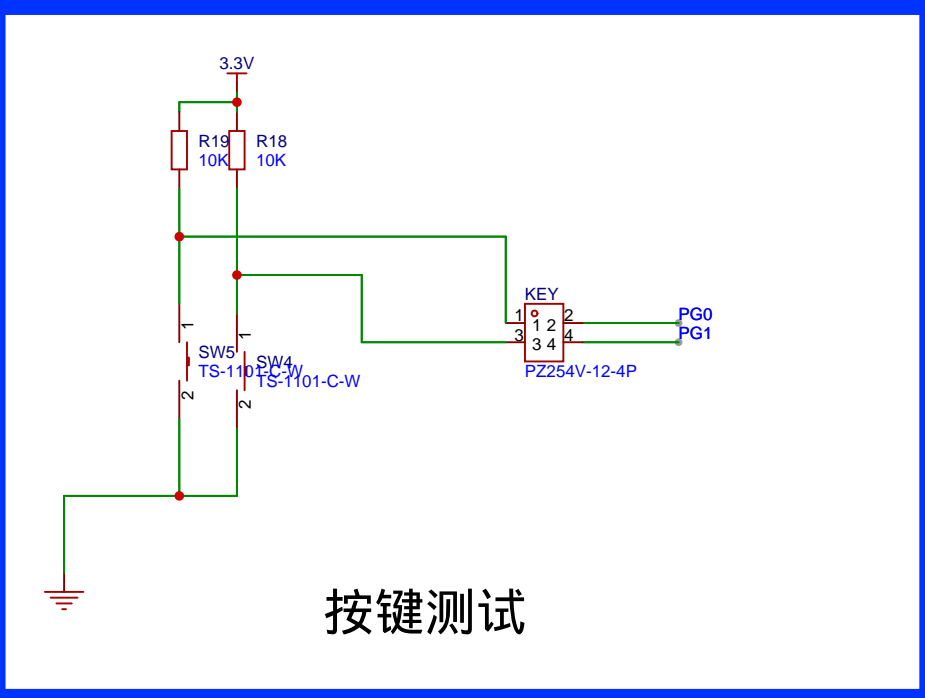 3.3V
R19
10K
R18
10K
KEY
1
2
3
4
1 2
3 4
PZ254V-12-4P
PG0
PG1
1
SW5
TS-1101-C-W
2
1
SW4
TS-1101-C-W
2
按键测试